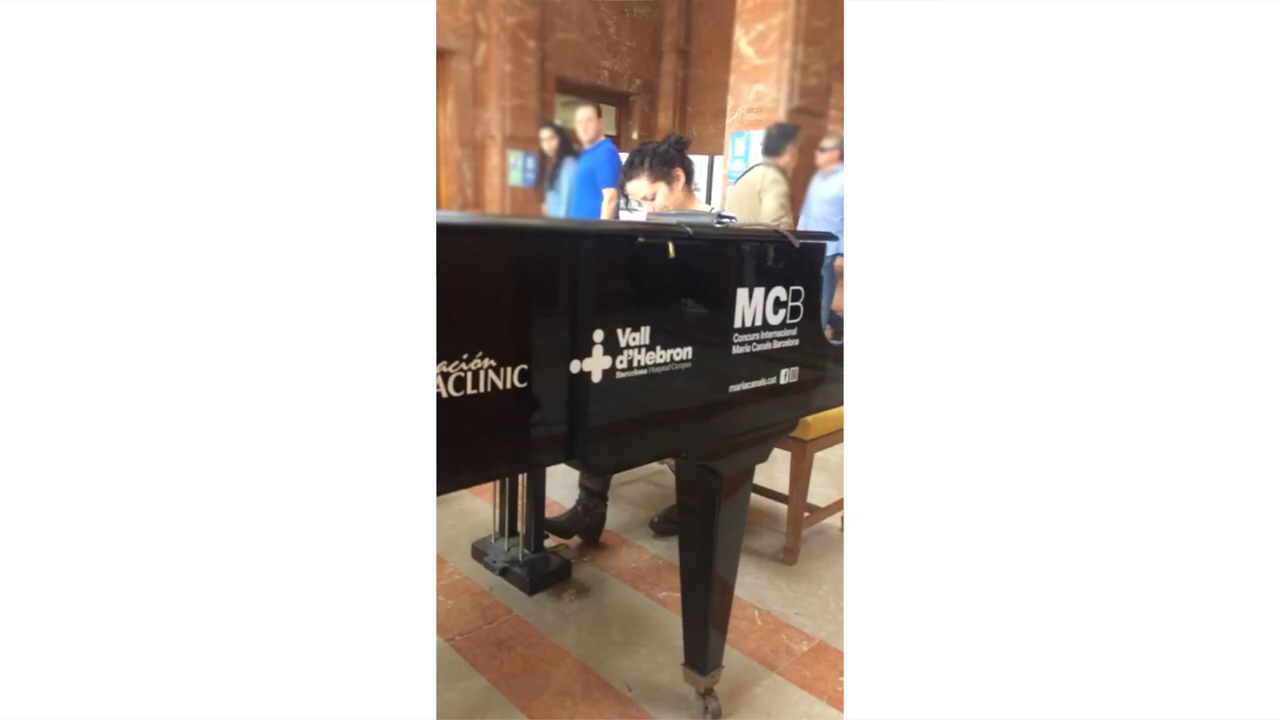 ación
ACLINIC
Vall
d'Hebron
Barcelona Hospital Campus
MCB
Concurs Internacional
Maria Canals Barcelona
mariacanals.cat